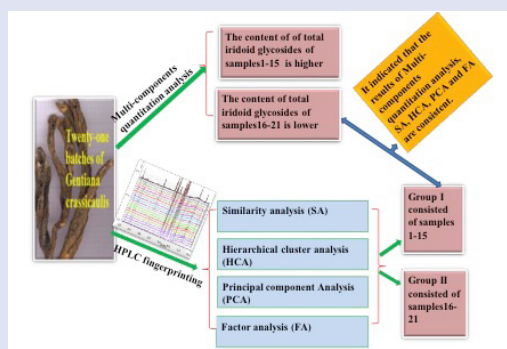 The content of of total
iridoid glycosides of
samples1-15 is higher
The content of total
iridoid glycosides of
samples16-21 is lower
It indicated that the
results of Multi-
components
quantitation analysis,
SA, HCA, PCA and FA
are consistent.
Multi-components
quantitation analysis
Twenty-one
batches of
Gentiana
crassicaulis
HPLC fingerprinting
Similarity analysis (SA)
Hierarchical cluster analysis
(HCA)
Principal component Analysis
(PCA)
Factor analysis (FA)
Group I
consisted
of samples
1-15
Group II
consisted of
samples16-
21